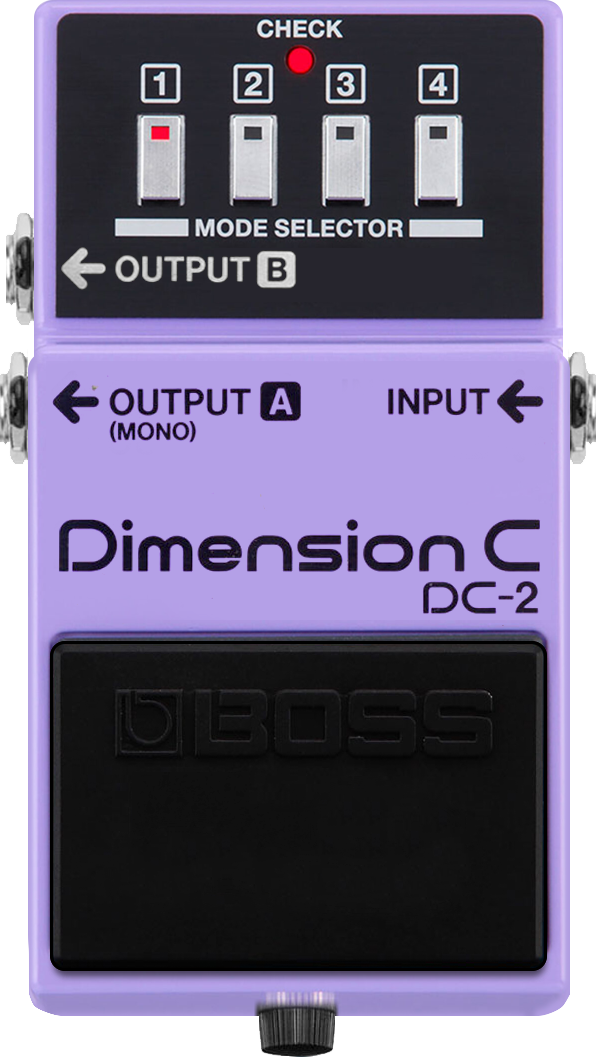 CHECK
1 2 3 4
MODE SELECTOR
OUTPUT B
OUTPUT A INPUT
(MONO)
Dimension C
DC-2
BOSS